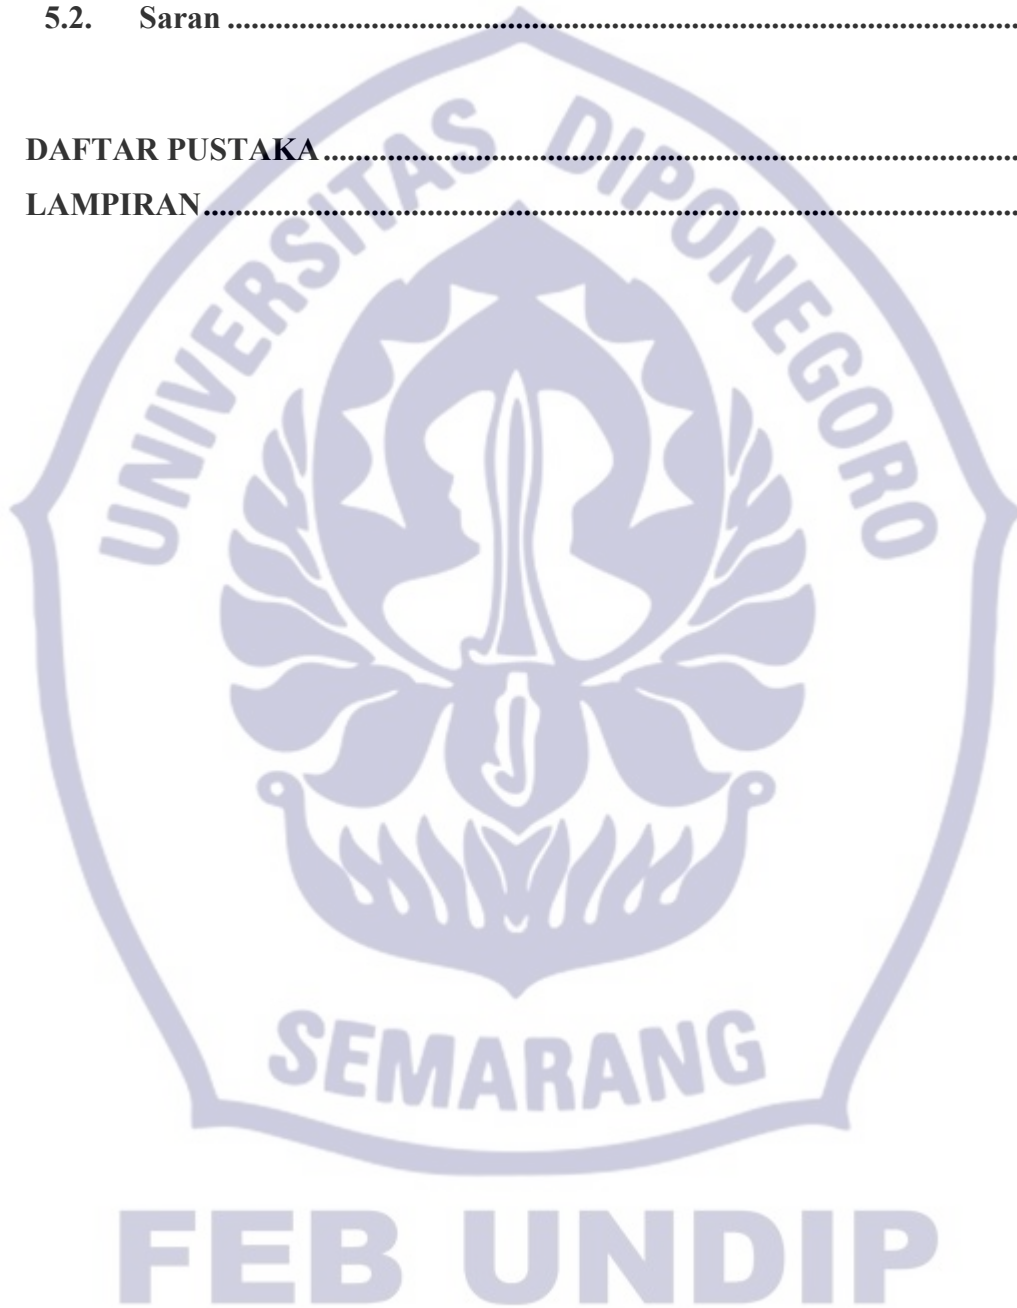 5.2. Saran ........................................................................................
DAFTAR PUSTAKA ..............................................................................
LAMPIRAN ...........................................................................................
UNIVERSITAS DIPONEGORO
SEMARANG
FEB UNDIP